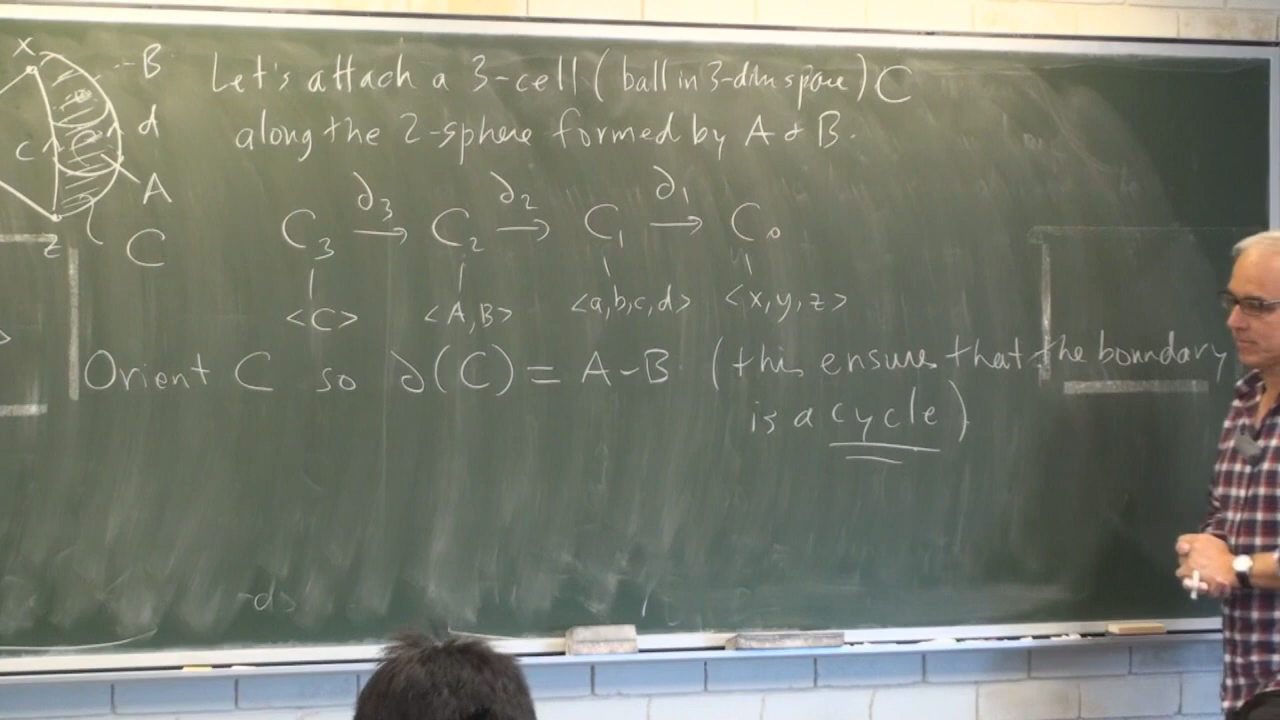 x
B
d
c
A
z
C
Let's attach a 3-cell (ball in 3-dim space) C
along the 2-sphere formed by A & B.
∂₃ ∂₂ ∂₁
C₃ → C₂ → C₁ → C₀
<C> <A,B> <a,b,c,d> <x,y,z>
Orient C so ∂(C) = A-B (this ensures that the boundary
is a cycle)